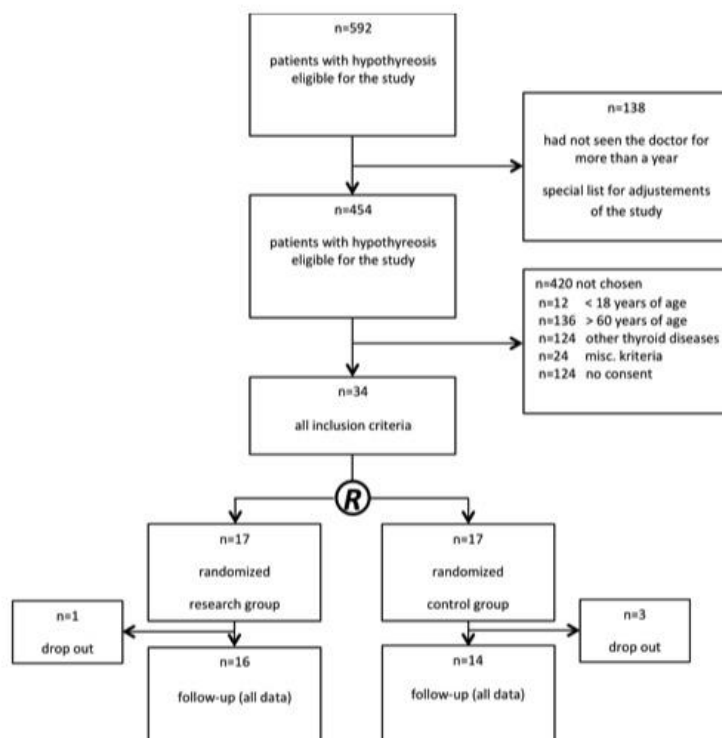 n=592
patients with hypothyreosis
eligible for the study
n=138
had not seen the doctor for
more than a year
special list for adjustements
of the study
n=454
patients with hypothyreosis
eligible for the study
n=420 not chosen
n=12 < 18 years of age
n=136 > 60 years of age
n=124 other thyroid diseases
n=24 misc. kriteria
n=124 no consent
n=34
all inclusion criteria
R
n=17
randomized
research group
n=17
randomized
control group
n=1
drop out
n=3
drop out
n=16
follow-up (all data)
n=14
follow-up (all data)